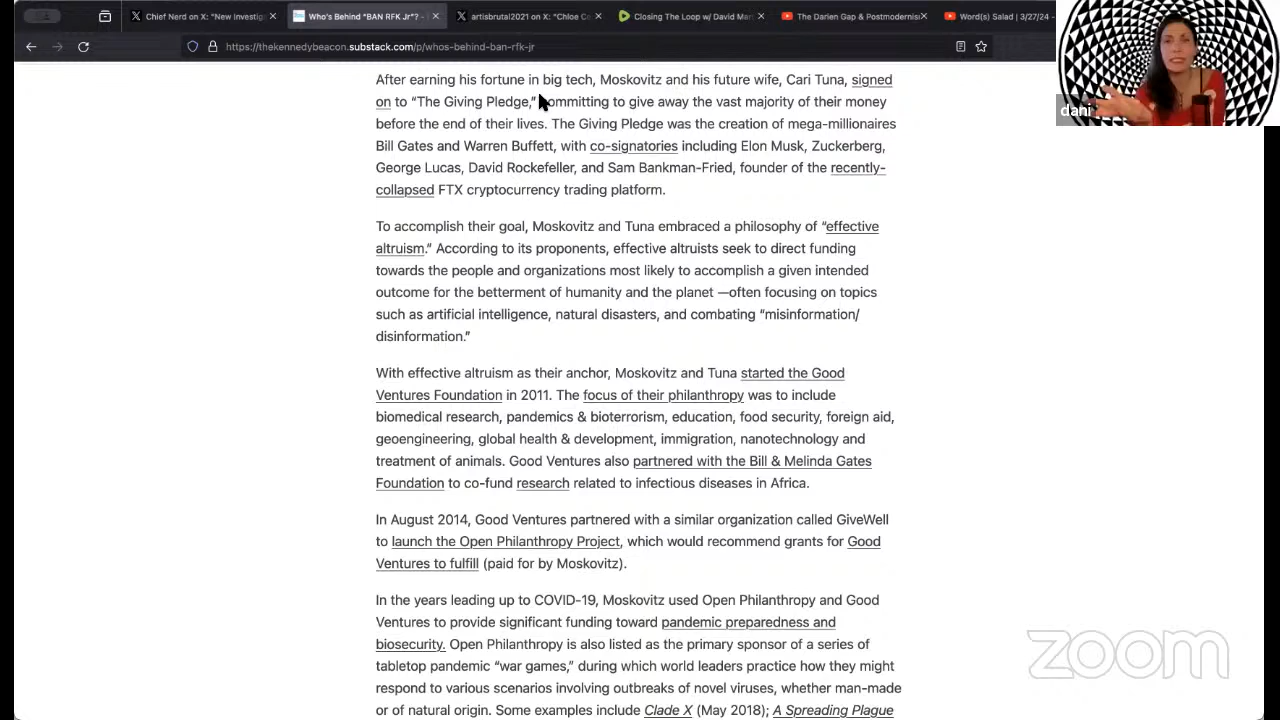 Chief Nerd on X: "New Investig
Who's Behind "BAN RFK Jr"? -
artisbrutal2021 on X: "Chloe Co
Closing The Loop w/ David Mar
The Darien Gap & Postmodernis
Word(s) Salad | 3/27/24 -
https://thekennedybeacon.substack.com/p/whos-behind-ban-rfk-jr
dani
After earning his fortune in big tech, Moskovitz and his future wife, Cari Tuna, signed
on to “The Giving Pledge,” committing to give away the vast majority of their money
before the end of their lives. The Giving Pledge was the creation of mega-millionaires
Bill Gates and Warren Buffett, with co-signatories including Elon Musk, Zuckerberg,
George Lucas, David Rockefeller, and Sam Bankman-Fried, founder of the recently-
collapsed FTX cryptocurrency trading platform.
To accomplish their goal, Moskovitz and Tuna embraced a philosophy of “effective
altruism.” According to its proponents, effective altruists seek to direct funding
towards the people and organizations most likely to accomplish a given intended
outcome for the betterment of humanity and the planet —often focusing on topics
such as artificial intelligence, natural disasters, and combating “misinformation/
disinformation.”
With effective altruism as their anchor, Moskovitz and Tuna started the Good
Ventures Foundation in 2011. The focus of their philanthropy was to include
biomedical research, pandemics & bioterrorism, education, food security, foreign aid,
geoengineering, global health & development, immigration, nanotechnology and
treatment of animals. Good Ventures also partnered with the Bill & Melinda Gates
Foundation to co-fund research related to infectious diseases in Africa.
In August 2014, Good Ventures partnered with a similar organization called GiveWell
to launch the Open Philanthropy Project, which would recommend grants for Good
Ventures to fulfill (paid for by Moskovitz).
In the years leading up to COVID-19, Moskovitz used Open Philanthropy and Good
Ventures to provide significant funding toward pandemic preparedness and
biosecurity. Open Philanthropy is also listed as the primary sponsor of a series of
tabletop pandemic “war games,” during which world leaders practice how they might
respond to various scenarios involving outbreaks of novel viruses, whether man-made
or of natural origin. Some examples include Clade X (May 2018); A Spreading Plague
zoom